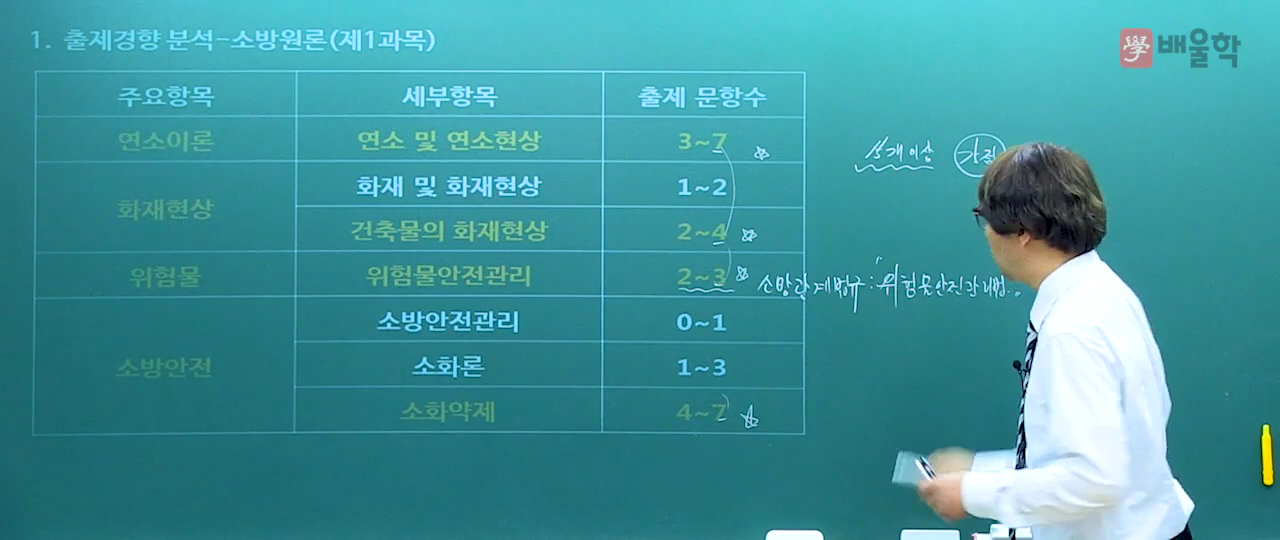 1. 출제경향 분석-소방원론(제1과목)
學 배울학
주요항목 세부항목 출제 문항수
연소이론 연소 및 연소현상 3~7
5개 이상
화재현상 화재 및 화재현상 1~2
건축물의 화재현상 2~4
위험물 위험물안전관리 2~3
소방관계법규 : "위험물안전관리법"
소방안전 소방안전관리 0~1
소화론 1~3
소화약제 4~7